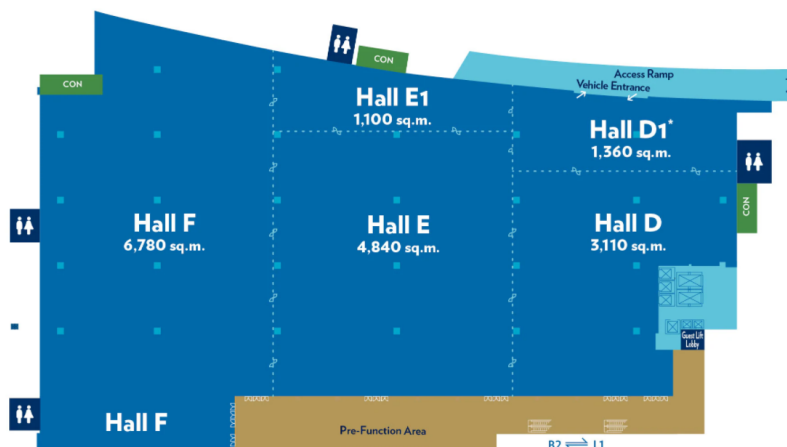 CON
Access Ramp
Vehicle Entrance
CON
Hall E1
1,100 sq.m.
Hall D1*
1,360 sq.m.
CON
Hall F
6,780 sq.m.
Hall E
4,840 sq.m.
Hall D
3,110 sq.m.
Guest Lift
Lobby
Hall F
Pre-Function Area
B2 L1